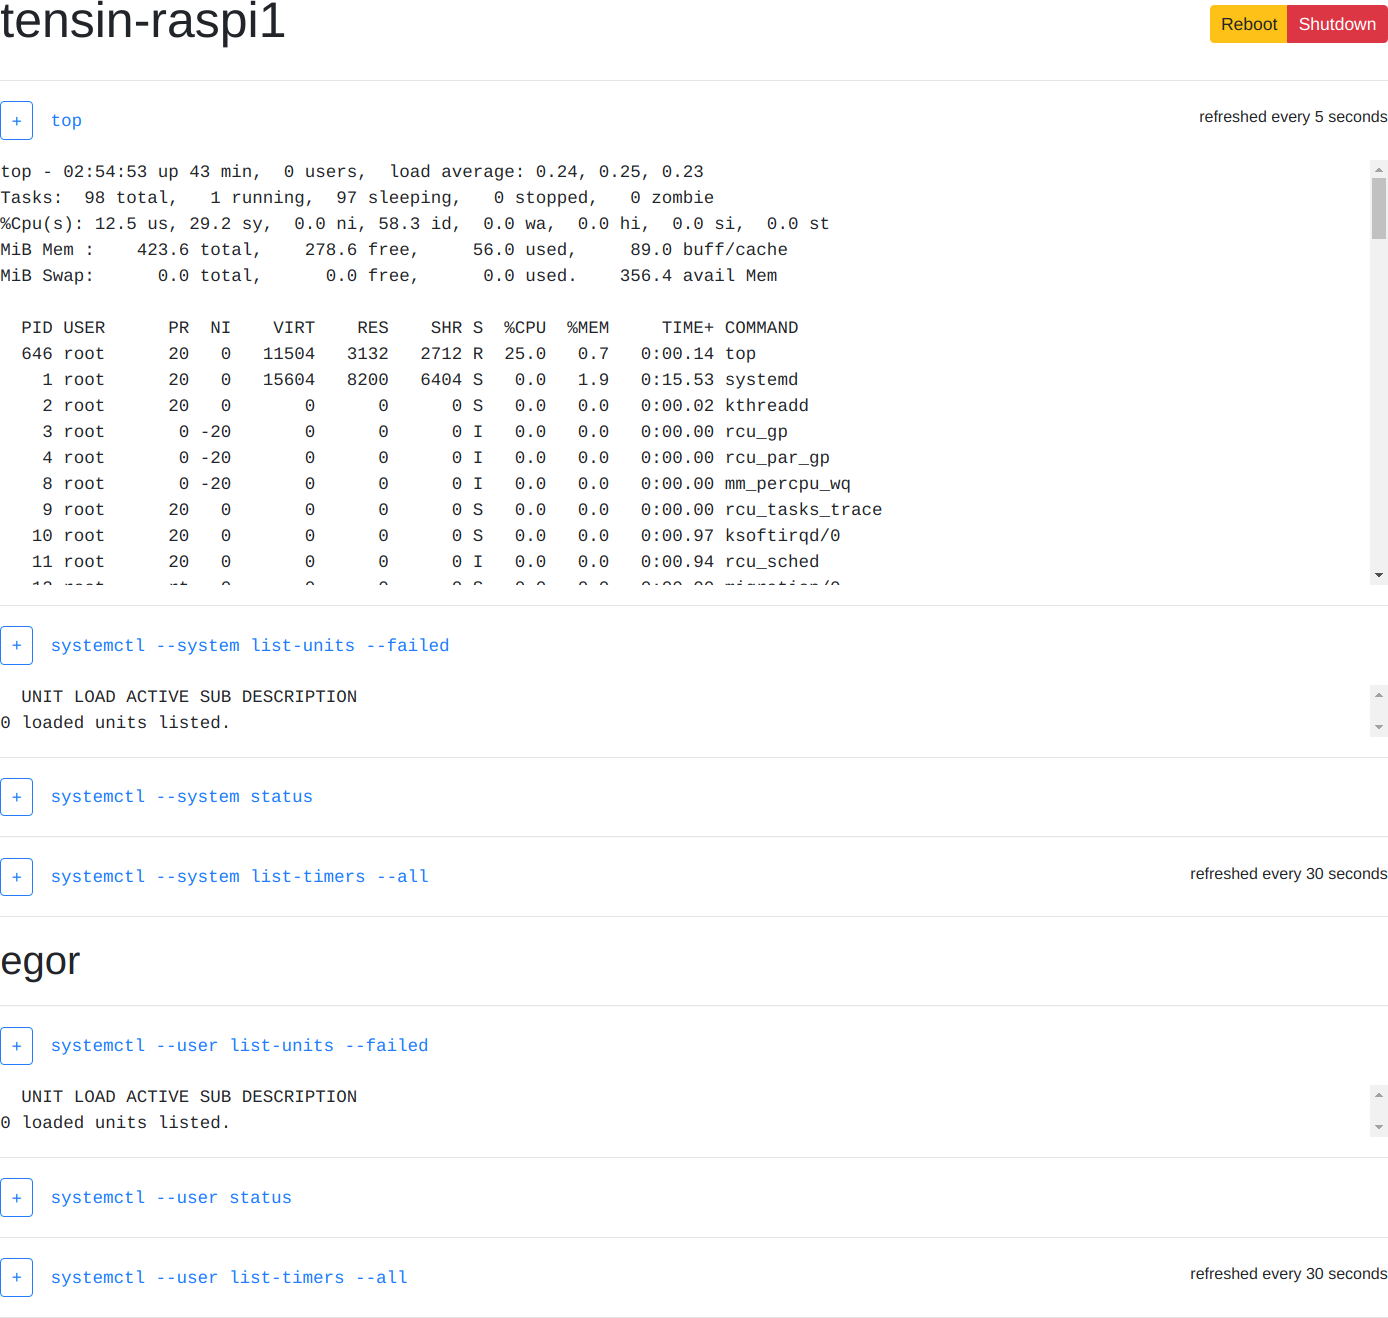 tensin-raspi1
Reboot Shutdown
+ top refreshed every 5 seconds
top - 02:54:53 up 43 min,  0 users,  load average: 0.24, 0.25, 0.23
Tasks:  98 total,   1 running,  97 sleeping,   0 stopped,   0 zombie
%Cpu(s): 12.5 us, 29.2 sy,  0.0 ni, 58.3 id,  0.0 wa,  0.0 hi,  0.0 si,  0.0 st
MiB Mem :    423.6 total,    278.6 free,     56.0 used,     89.0 buff/cache
MiB Swap:      0.0 total,      0.0 free,      0.0 used.    356.4 avail Mem
  PID USER      PR  NI    VIRT    RES    SHR S  %CPU  %MEM     TIME+ COMMAND
  646 root      20   0   11504   3132   2712 R  25.0   0.7   0:00.14 top
    1 root      20   0   15604   8200   6404 S   0.0   1.9   0:15.53 systemd
    2 root      20   0       0      0      0 S   0.0   0.0   0:00.02 kthreadd
    3 root       0 -20       0      0      0 I   0.0   0.0   0:00.00 rcu_gp
    4 root       0 -20       0      0      0 I   0.0   0.0   0:00.00 rcu_par_gp
    8 root       0 -20       0      0      0 I   0.0   0.0   0:00.00 mm_percpu_wq
    9 root      20   0       0      0      0 S   0.0   0.0   0:00.00 rcu_tasks_trace
   10 root      20   0       0      0      0 S   0.0   0.0   0:00.97 ksoftirqd/0
   11 root      20   0       0      0      0 I   0.0   0.0   0:00.94 rcu_sched
+ systemctl --system list-units --failed
  UNIT LOAD ACTIVE SUB DESCRIPTION
0 loaded units listed.
+ systemctl --system status
+ systemctl --system list-timers --all refreshed every 30 seconds
egor
+ systemctl --user list-units --failed
  UNIT LOAD ACTIVE SUB DESCRIPTION
0 loaded units listed.
+ systemctl --user status
+ systemctl --user list-timers --all refreshed every 30 seconds